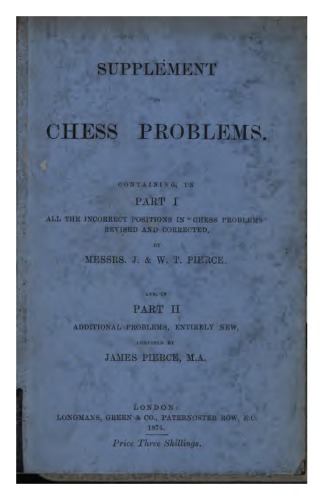 SUPPLEMENT
TO
CHESS PROBLEMS.
CONTAINING, IN
PART I
ALL THE INCORRECT POSITIONS IN "CHESS PROBLEMS"
REVISED AND CORRECTED,
BY
MESSRS. J. & W. T. PIERCE.
AND, IN
PART II
ADDITIONAL PROBLEMS, ENTIRELY NEW,
COMPOSED BY
JAMES PIERCE, M.A.
LONDON:
LONGMANS, GREEN & CO., PATERNOSTER ROW, E.C.
1874.
Price Three Shillings.